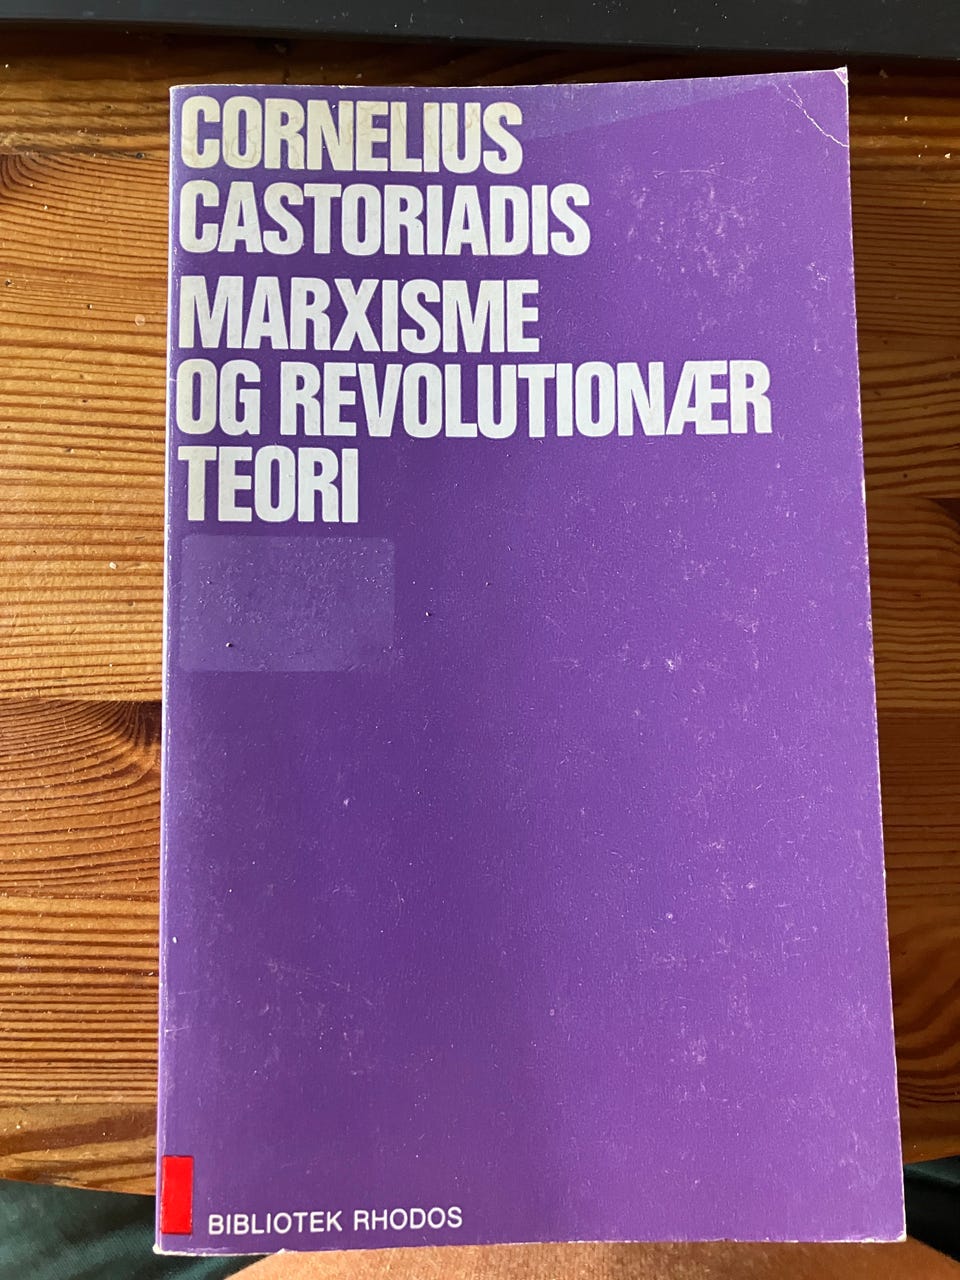 CORNELIUS
CASTORIADIS
MARXISME
OG REVOLUTIONÆR
TEORI
BIBLIOTEK RHODOS